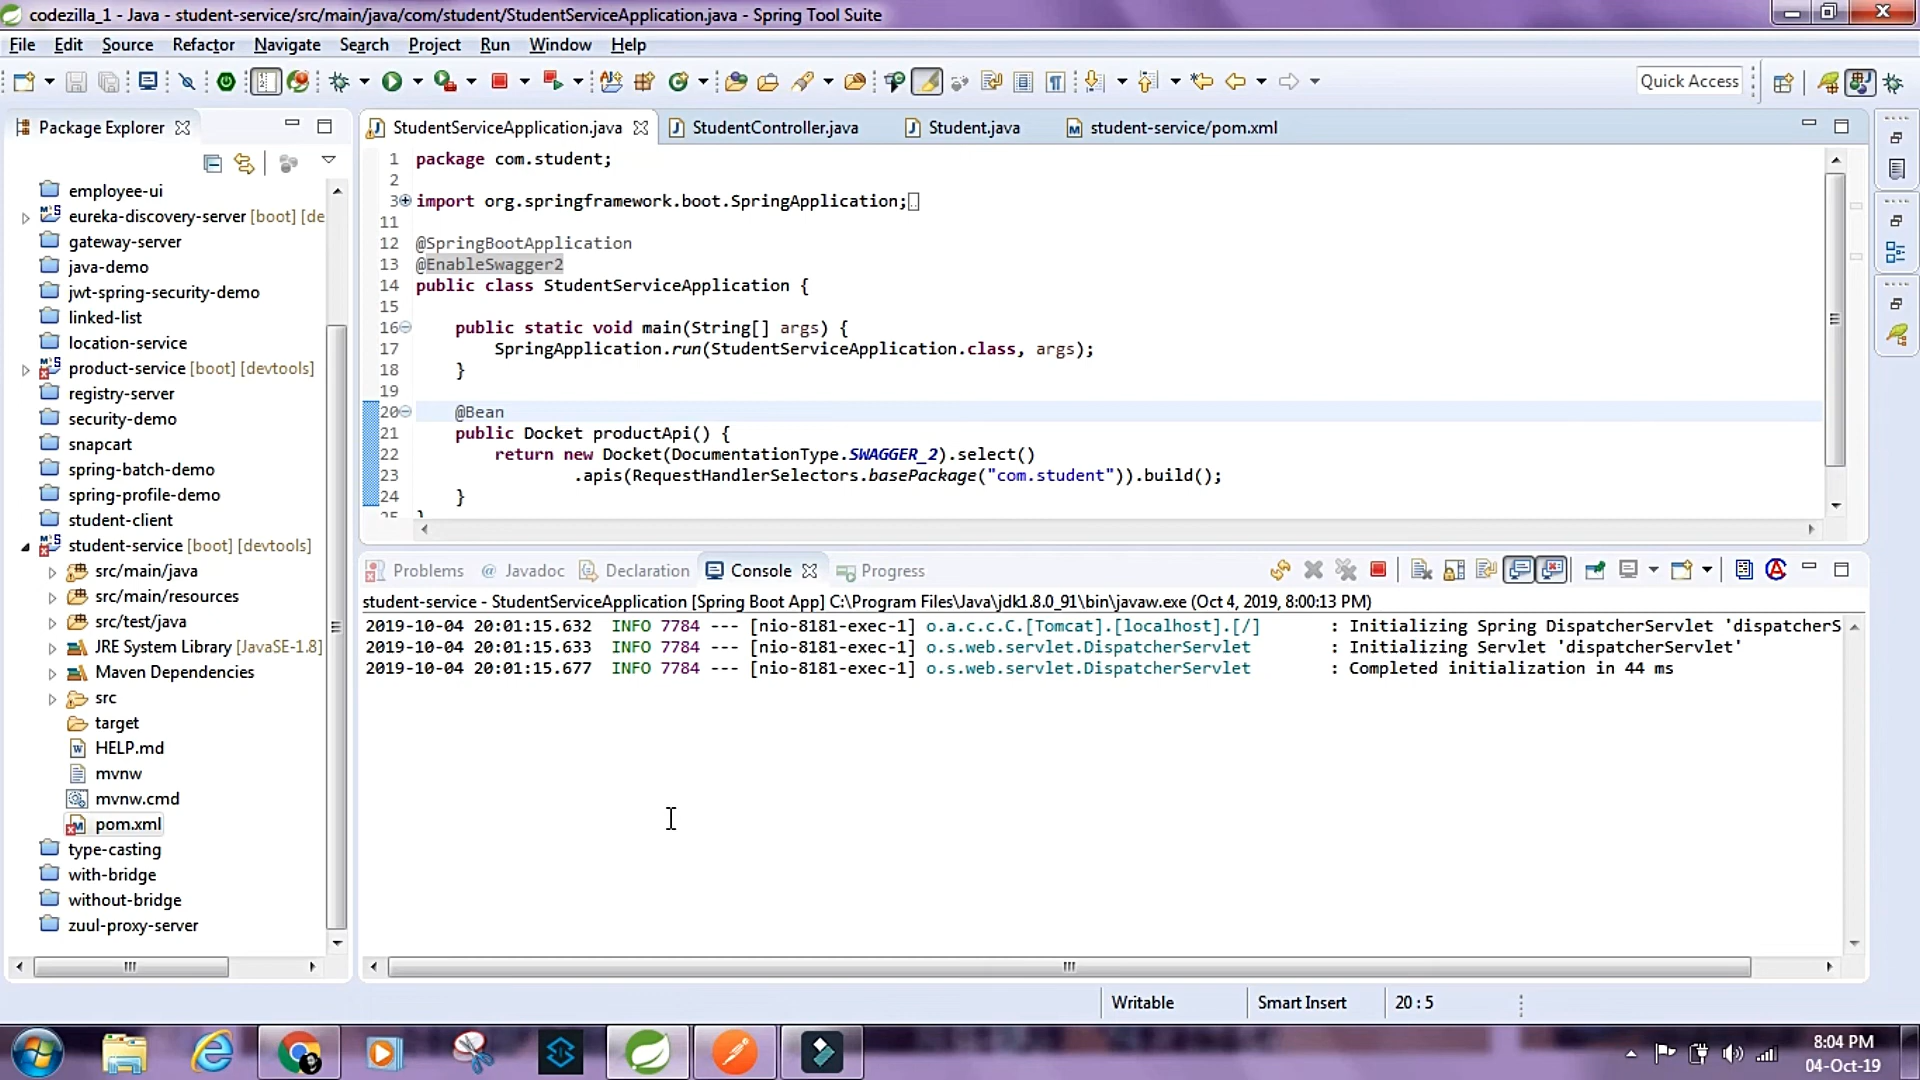 codezilla_1 - Java - student-service/src/main/java/com/student/StudentServiceApplication.java - Spring Tool Suite
File Edit Source Refactor Navigate Search Project Run Window Help
Quick Access
Package Explorer
employee-ui
eureka-discovery-server [boot] [de
gateway-server
java-demo
jwt-spring-security-demo
linked-list
location-service
product-service [boot] [devtools]
registry-server
security-demo
snapcart
spring-batch-demo
spring-profile-demo
student-client
student-service [boot] [devtools]
src/main/java
src/main/resources
src/test/java
JRE System Library [JavaSE-1.8]
Maven Dependencies
src
target
HELP.md
mvnw
mvnw.cmd
pom.xml
type-casting
with-bridge
without-bridge
zuul-proxy-server
StudentServiceApplication.java StudentController.java Student.java student-service/pom.xml
1 package com.student;
2
3 import org.springframework.boot.SpringApplication;
11
12 @SpringBootApplication
13 @EnableSwagger2
14 public class StudentServiceApplication {
15
16 public static void main(String[] args) {
17 SpringApplication.run(StudentServiceApplication.class, args);
18 }
19
20 @Bean
21 public Docket productApi() {
22 return new Docket(DocumentationType.SWAGGER_2).select()
23 .apis(RequestHandlerSelectors.basePackage("com.student")).build();
24 }
Problems @ Javadoc Declaration Console Progress
student-service - StudentServiceApplication [Spring Boot App] C:\Program Files\Java\jdk1.8.0_91\bin\javaw.exe (Oct 4, 2019, 8:00:13 PM)
2019-10-04 20:01:15.632 INFO 7784 --- [nio-8181-exec-1] o.a.c.c.C.[Tomcat].[localhost].[/] : Initializing Spring DispatcherServlet 'dispatcherS
2019-10-04 20:01:15.633 INFO 7784 --- [nio-8181-exec-1] o.s.web.servlet.DispatcherServlet : Initializing Servlet 'dispatcherServlet'
2019-10-04 20:01:15.677 INFO 7784 --- [nio-8181-exec-1] o.s.web.servlet.DispatcherServlet : Completed initialization in 44 ms
Writable Smart Insert 20 : 5
8:04 PM
04-Oct-19